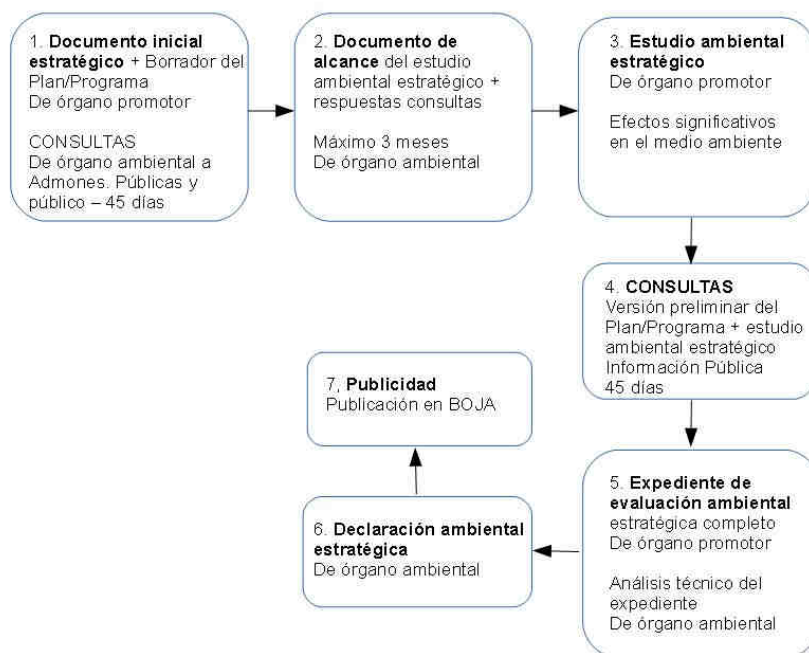 1. Documento inicial
estratégico + Borrador del
Plan/Programa
De órgano promotor
CONSULTAS
De órgano ambiental a
Admones. Públicas y
público – 45 días
2. Documento de
alcance del estudio
ambiental estratégico +
respuestas consultas
Máximo 3 meses
De órgano ambiental
3. Estudio ambiental
estratégico
De órgano promotor
Efectos significativos
en el medio ambiente
4. CONSULTAS
Versión preliminar del
Plan/Programa + estudio
ambiental estratégico
Información Pública
45 días
5. Expediente de
evaluación ambiental
estratégica completo
De órgano promotor
Análisis técnico del
expediente
De órgano ambiental
6. Declaración ambiental
estratégica
De órgano ambiental
7, Publicidad
Publicación en BOJA